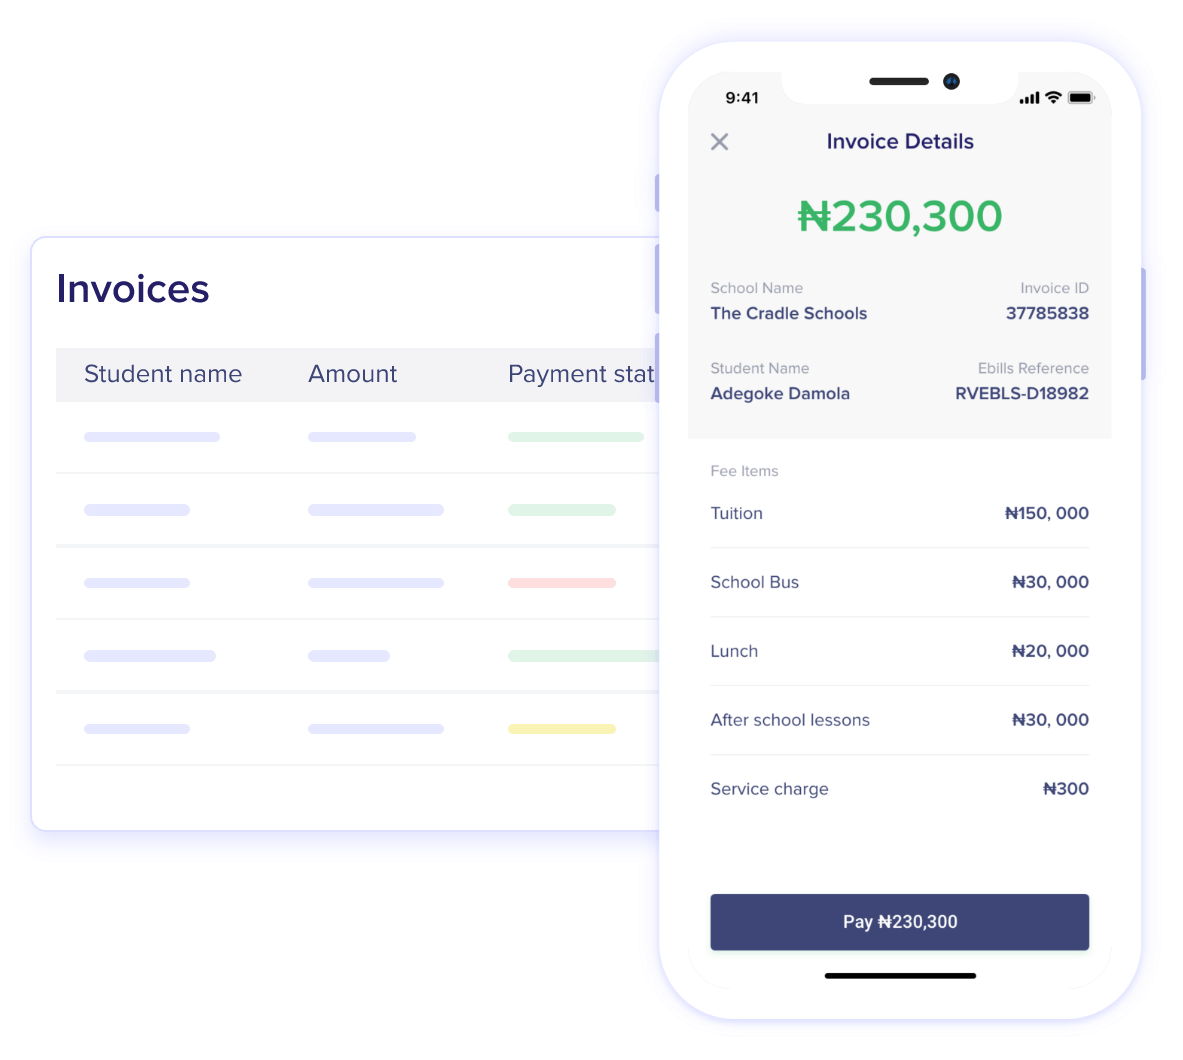 Invoices
Student name Amount Payment stat
9:41
Invoice Details
₦230,300
School Name Invoice ID
The Cradle Schools 37785838
Student Name Ebills Reference
Adegoke Damola RVEBLS-D18982
Fee Items
Tuition ₦150, 000
School Bus ₦30, 000
Lunch ₦20, 000
After school lessons ₦30, 000
Service charge ₦300
Pay ₦230,300